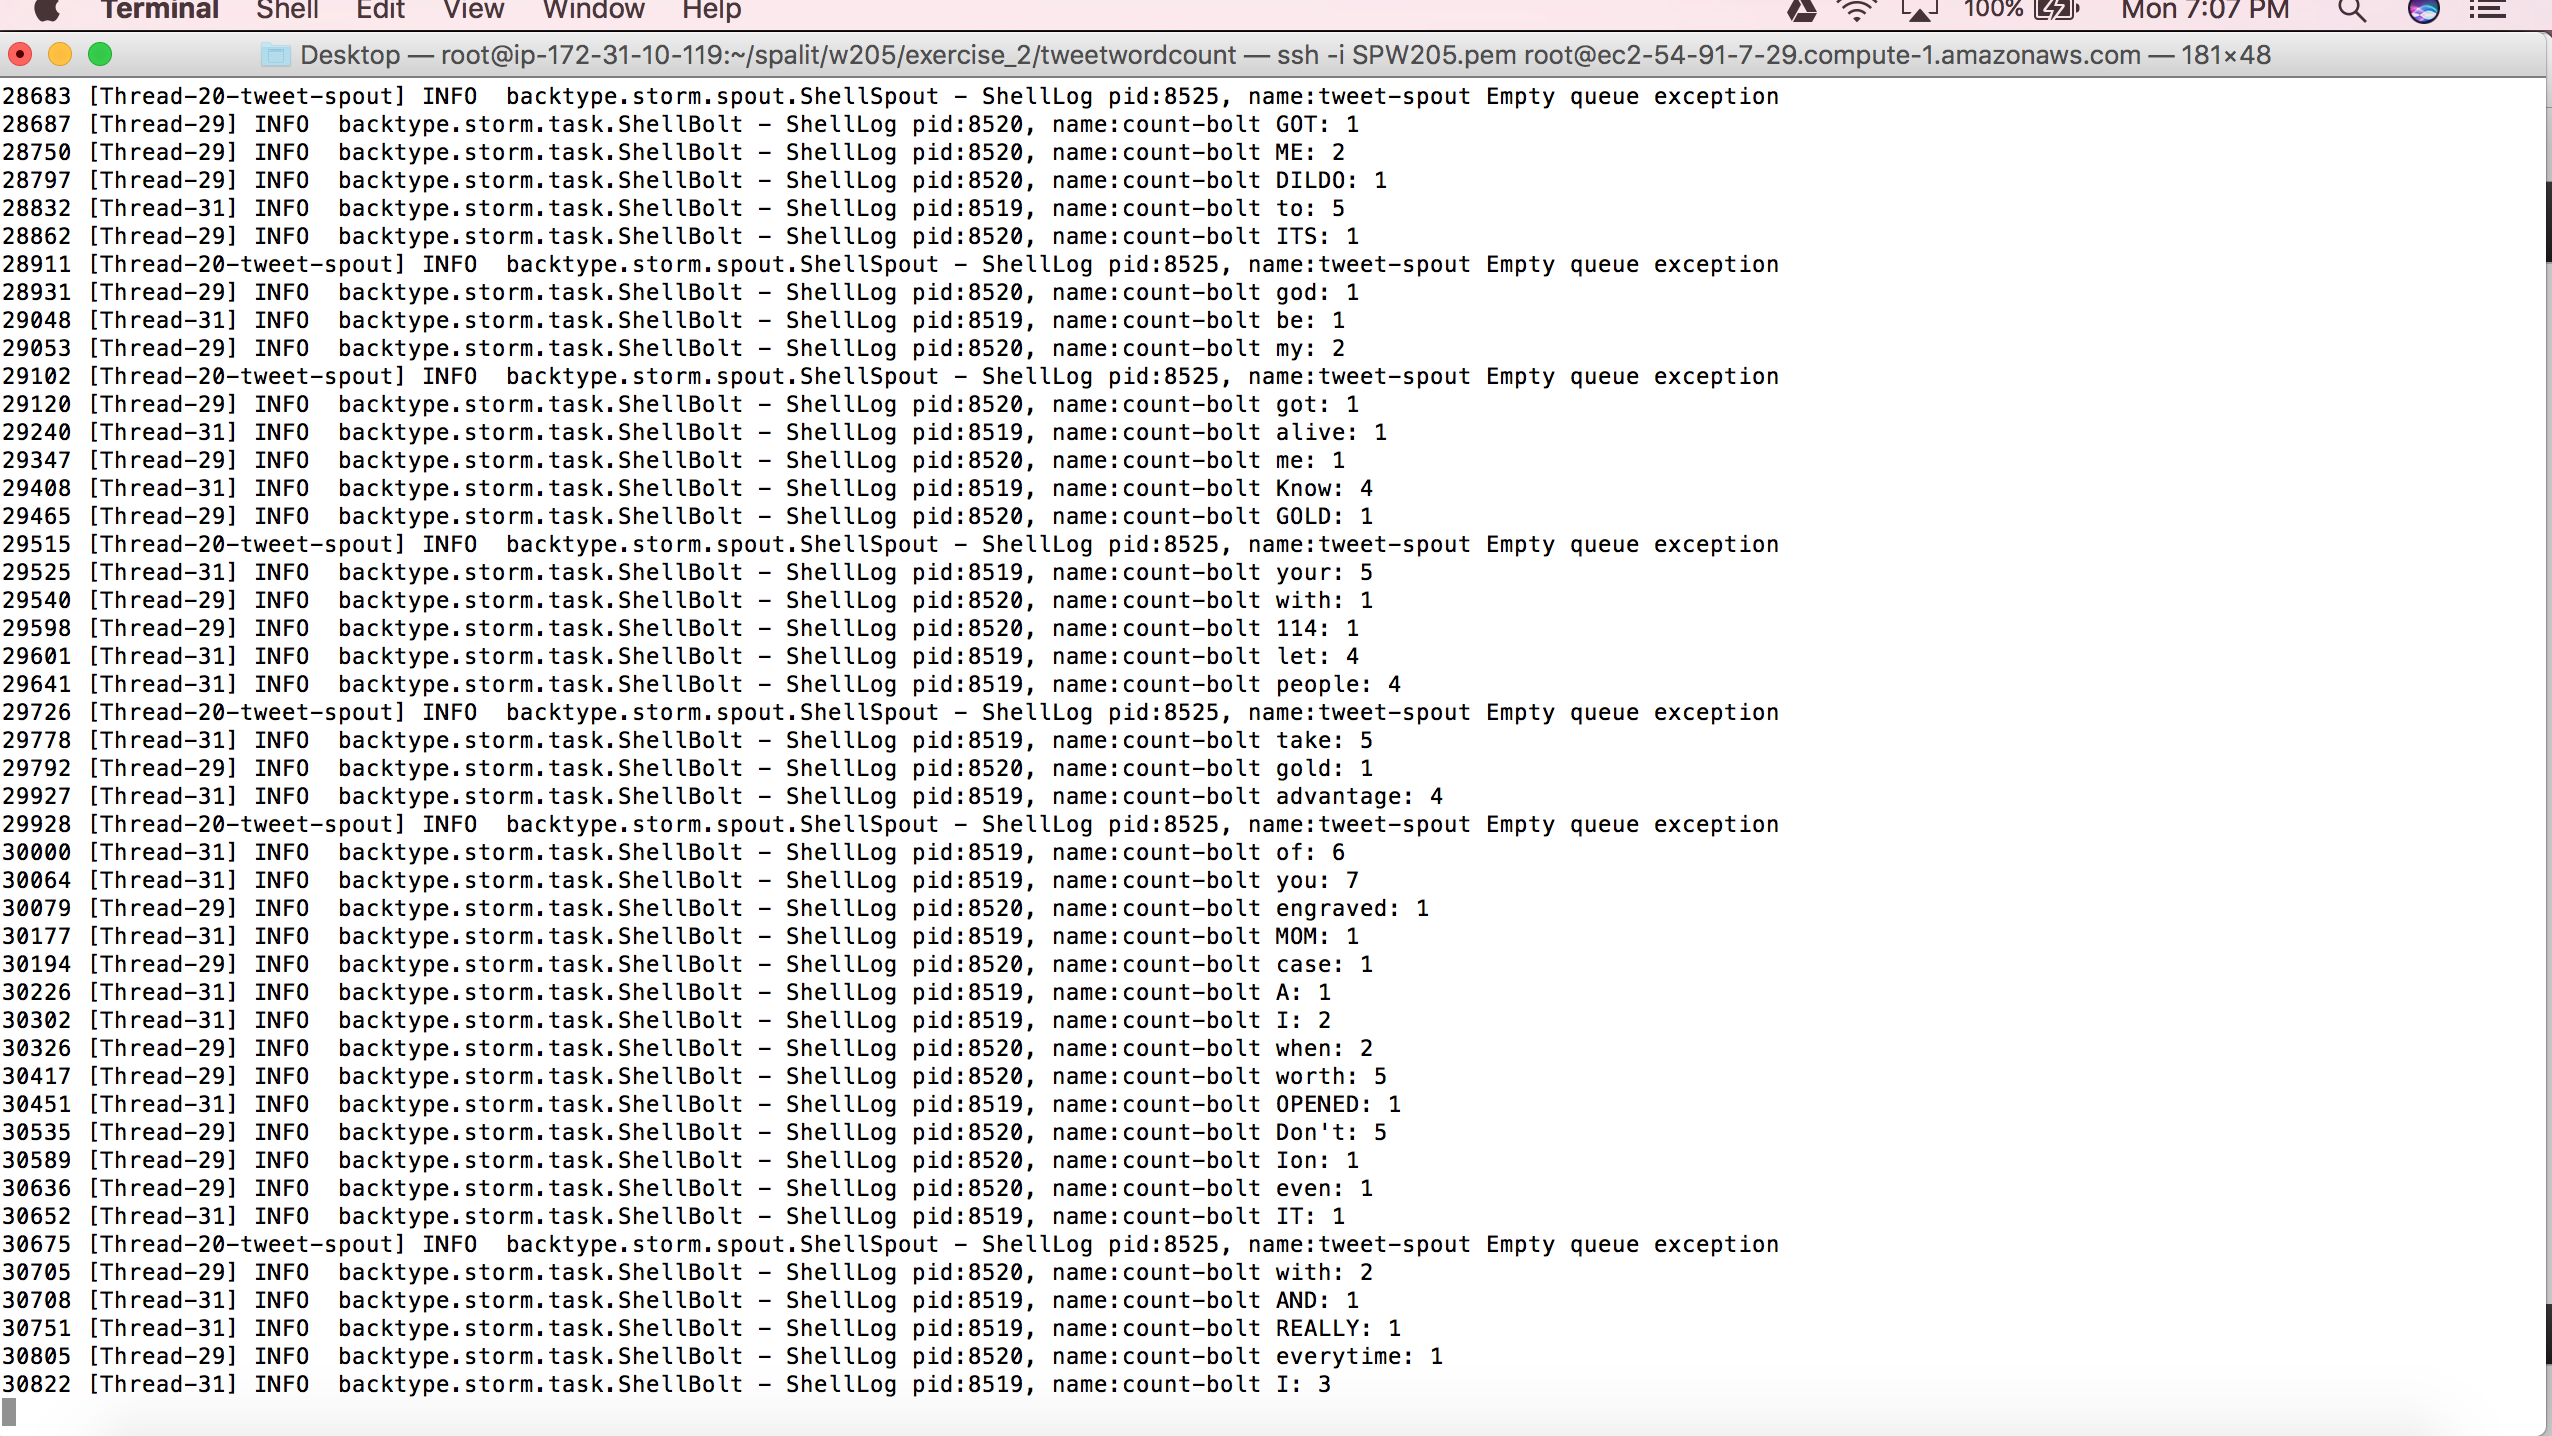 Terminal Shell Edit View Window Help 100% Mon 7:07 PM
Desktop — root@ip-172-31-10-119:~/spalit/w205/exercise_2/tweetwordcount — ssh -i SPW205.pem root@ec2-54-91-7-29.compute-1.amazonaws.com — 181×48
28683 [Thread-20-tweet-spout] INFO  backtype.storm.spout.ShellSpout - ShellLog pid:8525, name:tweet-spout Empty queue exception
28687 [Thread-29] INFO  backtype.storm.task.ShellBolt - ShellLog pid:8520, name:count-bolt GOT: 1
28750 [Thread-29] INFO  backtype.storm.task.ShellBolt - ShellLog pid:8520, name:count-bolt ME: 2
28797 [Thread-29] INFO  backtype.storm.task.ShellBolt - ShellLog pid:8520, name:count-bolt DILDO: 1
28832 [Thread-31] INFO  backtype.storm.task.ShellBolt - ShellLog pid:8519, name:count-bolt to: 5
28862 [Thread-29] INFO  backtype.storm.task.ShellBolt - ShellLog pid:8520, name:count-bolt ITS: 1
28911 [Thread-20-tweet-spout] INFO  backtype.storm.spout.ShellSpout - ShellLog pid:8525, name:tweet-spout Empty queue exception
28931 [Thread-29] INFO  backtype.storm.task.ShellBolt - ShellLog pid:8520, name:count-bolt god: 1
29048 [Thread-31] INFO  backtype.storm.task.ShellBolt - ShellLog pid:8519, name:count-bolt be: 1
29053 [Thread-29] INFO  backtype.storm.task.ShellBolt - ShellLog pid:8520, name:count-bolt my: 2
29102 [Thread-20-tweet-spout] INFO  backtype.storm.spout.ShellSpout - ShellLog pid:8525, name:tweet-spout Empty queue exception
29120 [Thread-29] INFO  backtype.storm.task.ShellBolt - ShellLog pid:8520, name:count-bolt got: 1
29240 [Thread-31] INFO  backtype.storm.task.ShellBolt - ShellLog pid:8519, name:count-bolt alive: 1
29347 [Thread-29] INFO  backtype.storm.task.ShellBolt - ShellLog pid:8520, name:count-bolt me: 1
29408 [Thread-31] INFO  backtype.storm.task.ShellBolt - ShellLog pid:8519, name:count-bolt Know: 4
29465 [Thread-29] INFO  backtype.storm.task.ShellBolt - ShellLog pid:8520, name:count-bolt GOLD: 1
29515 [Thread-20-tweet-spout] INFO  backtype.storm.spout.ShellSpout - ShellLog pid:8525, name:tweet-spout Empty queue exception
29525 [Thread-31] INFO  backtype.storm.task.ShellBolt - ShellLog pid:8519, name:count-bolt your: 5
29540 [Thread-29] INFO  backtype.storm.task.ShellBolt - ShellLog pid:8520, name:count-bolt with: 1
29598 [Thread-29] INFO  backtype.storm.task.ShellBolt - ShellLog pid:8520, name:count-bolt 114: 1
29601 [Thread-31] INFO  backtype.storm.task.ShellBolt - ShellLog pid:8519, name:count-bolt let: 4
29641 [Thread-31] INFO  backtype.storm.task.ShellBolt - ShellLog pid:8519, name:count-bolt people: 4
29726 [Thread-20-tweet-spout] INFO  backtype.storm.spout.ShellSpout - ShellLog pid:8525, name:tweet-spout Empty queue exception
29778 [Thread-31] INFO  backtype.storm.task.ShellBolt - ShellLog pid:8519, name:count-bolt take: 5
29792 [Thread-29] INFO  backtype.storm.task.ShellBolt - ShellLog pid:8520, name:count-bolt gold: 1
29927 [Thread-31] INFO  backtype.storm.task.ShellBolt - ShellLog pid:8519, name:count-bolt advantage: 4
29928 [Thread-20-tweet-spout] INFO  backtype.storm.spout.ShellSpout - ShellLog pid:8525, name:tweet-spout Empty queue exception
30000 [Thread-31] INFO  backtype.storm.task.ShellBolt - ShellLog pid:8519, name:count-bolt of: 6
30064 [Thread-31] INFO  backtype.storm.task.ShellBolt - ShellLog pid:8519, name:count-bolt you: 7
30079 [Thread-29] INFO  backtype.storm.task.ShellBolt - ShellLog pid:8520, name:count-bolt engraved: 1
30177 [Thread-31] INFO  backtype.storm.task.ShellBolt - ShellLog pid:8519, name:count-bolt MOM: 1
30194 [Thread-29] INFO  backtype.storm.task.ShellBolt - ShellLog pid:8520, name:count-bolt case: 1
30226 [Thread-31] INFO  backtype.storm.task.ShellBolt - ShellLog pid:8519, name:count-bolt A: 1
30302 [Thread-31] INFO  backtype.storm.task.ShellBolt - ShellLog pid:8519, name:count-bolt I: 2
30326 [Thread-29] INFO  backtype.storm.task.ShellBolt - ShellLog pid:8520, name:count-bolt when: 2
30417 [Thread-29] INFO  backtype.storm.task.ShellBolt - ShellLog pid:8520, name:count-bolt worth: 5
30451 [Thread-31] INFO  backtype.storm.task.ShellBolt - ShellLog pid:8519, name:count-bolt OPENED: 1
30535 [Thread-29] INFO  backtype.storm.task.ShellBolt - ShellLog pid:8520, name:count-bolt Don't: 5
30589 [Thread-29] INFO  backtype.storm.task.ShellBolt - ShellLog pid:8520, name:count-bolt Ion: 1
30636 [Thread-29] INFO  backtype.storm.task.ShellBolt - ShellLog pid:8520, name:count-bolt even: 1
30652 [Thread-31] INFO  backtype.storm.task.ShellBolt - ShellLog pid:8519, name:count-bolt IT: 1
30675 [Thread-20-tweet-spout] INFO  backtype.storm.spout.ShellSpout - ShellLog pid:8525, name:tweet-spout Empty queue exception
30705 [Thread-29] INFO  backtype.storm.task.ShellBolt - ShellLog pid:8520, name:count-bolt with: 2
30708 [Thread-31] INFO  backtype.storm.task.ShellBolt - ShellLog pid:8519, name:count-bolt AND: 1
30751 [Thread-31] INFO  backtype.storm.task.ShellBolt - ShellLog pid:8519, name:count-bolt REALLY: 1
30805 [Thread-29] INFO  backtype.storm.task.ShellBolt - ShellLog pid:8520, name:count-bolt everytime: 1
30822 [Thread-31] INFO  backtype.storm.task.ShellBolt - ShellLog pid:8519, name:count-bolt I: 3